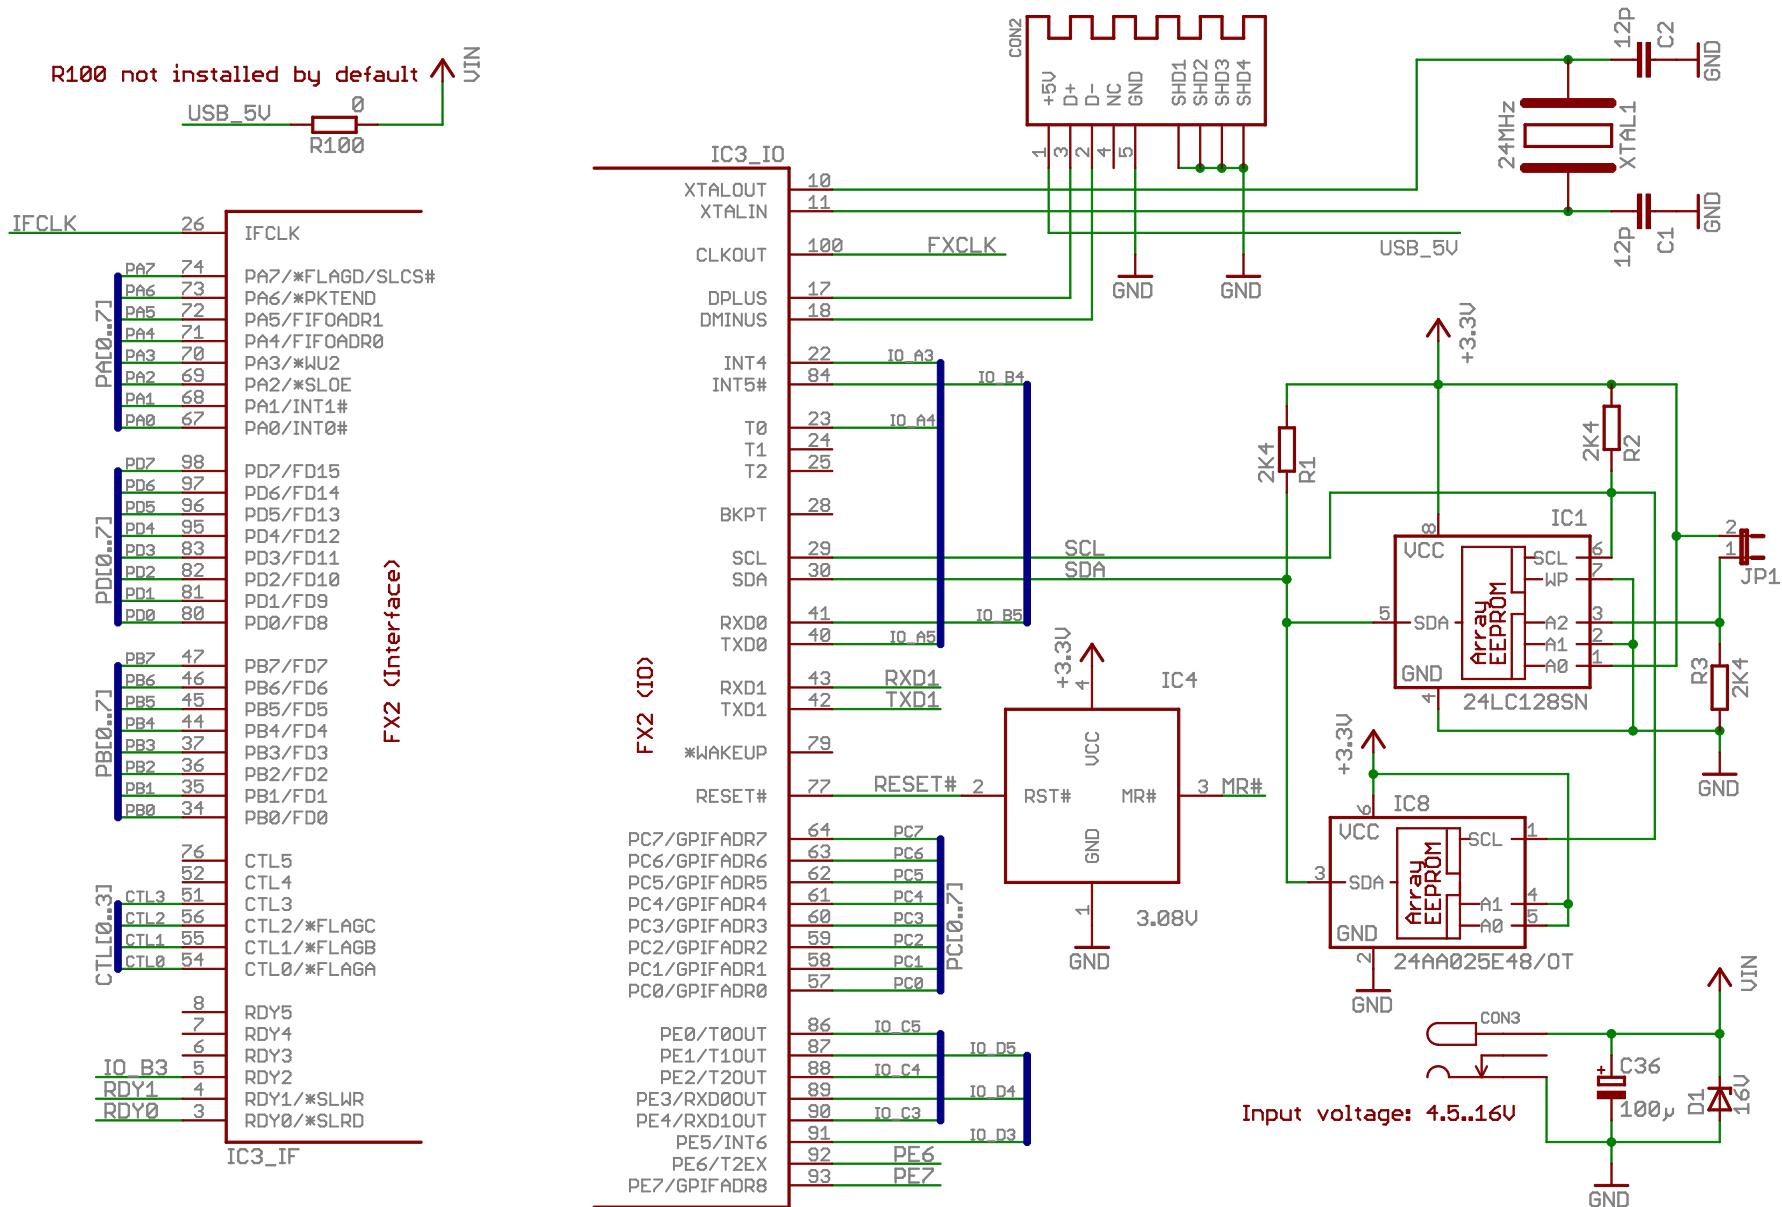 R100 not installed by default
VIN
USB_5V
0
R100
IFCLK
26
IFCLK
PA[0..7]
PA7 74 PA7/*FLAGD/SLCS#
PA6 73 PA6/*PKTEND
PA5 72 PA5/FIFOADR1
PA4 71 PA4/FIFOADR0
PA3 70 PA3/*WU2
PA2 69 PA2/*SLOE
PA1 68 PA1/INT1#
PA0 67 PA0/INT0#
PD[0..7]
PD7 98 PD7/FD15
PD6 97 PD6/FD14
PD5 96 PD5/FD13
PD4 95 PD4/FD12
PD3 83 PD3/FD11
PD2 82 PD2/FD10
PD1 81 PD1/FD9
PD0 80 PD0/FD8
PB[0..7]
PB7 47 PB7/FD7
PB6 46 PB6/FD6
PB5 45 PB5/FD5
PB4 44 PB4/FD4
PB3 37 PB3/FD3
PB2 36 PB2/FD2
PB1 35 PB1/FD1
PB0 34 PB0/FD0
76 CTL5
52 CTL4
CTL[0..3]
CTL3 51 CTL3
CTL2 56 CTL2/*FLAGC
CTL1 55 CTL1/*FLAGB
CTL0 54 CTL0/*FLAGA
8 RDY5
7 RDY4
6 RDY3
IO_B3 5 RDY2
RDY1 4 RDY1/*SLWR
RDY0 3 RDY0/*SLRD
FX2 (Interface)
IC3_IF
IC3_IO
FX2 (IO)
XTALOUT 10
XTALIN 11
CLKOUT 100 FXCLK
DPLUS 17
DMINUS 18
INT4 22 IO_A3
INT5# 84 IO_B4
T0 23 IO_A4
T1 24
T2 25
BKPT 28
SCL 29 SCL
SDA 30 SDA
RXD0 41 IO_B5
TXD0 40 IO_A5
RXD1 43 RXD1
TXD1 42 TXD1
*WAKEUP 79
RESET# 77 RESET#
PC7/GPIFADR7 64 PC7
PC6/GPIFADR6 63 PC6
PC5/GPIFADR5 62 PC5
PC4/GPIFADR4 61 PC4
PC3/GPIFADR3 60 PC3
PC2/GPIFADR2 59 PC2
PC1/GPIFADR1 58 PC1
PC0/GPIFADR0 57 PC0
PC[0..7]
PE0/T0OUT 86 IO_C5
PE1/T1OUT 87 IO_D5
PE2/T2OUT 88 IO_C4
PE3/RXD0OUT 89 IO_D4
PE4/RXD1OUT 90 IO_C3
PE5/INT6 91 IO_D3
PE6/T2EX 92 PE6
PE7/GPIFADR8 93 PE7
CON2
+5V
D+
D-
NC
GND
SHD1
SHD2
SHD3
SHD4
1
3
2
4
5
GND
GND
USB_5V
12P
C2
GND
24MHz
XTAL1
12P
C1
GND
+3.3V
2K4
R1
2K4
R2
IC1
8
VCC
SCL 6
WP 7
5 SDA
A2 3
A1 2
A0 1
Array
EEPROM
GND
4
24LC128SN
2
1
JP1
R3
2K4
GND
+3.3V
4
IC4
VCC
2 RST#
MR# 3 MR#
GND
1
3.08V
GND
+3.3V
6
IC8
VCC
SCL 1
3 SDA
A1 4
A0 5
Array
EEPROM
GND
2
24AA025E48/OT
GND
VIN
CON3
+
C36
100µ
D1
16V
Input voltage: 4.5..16V
GND